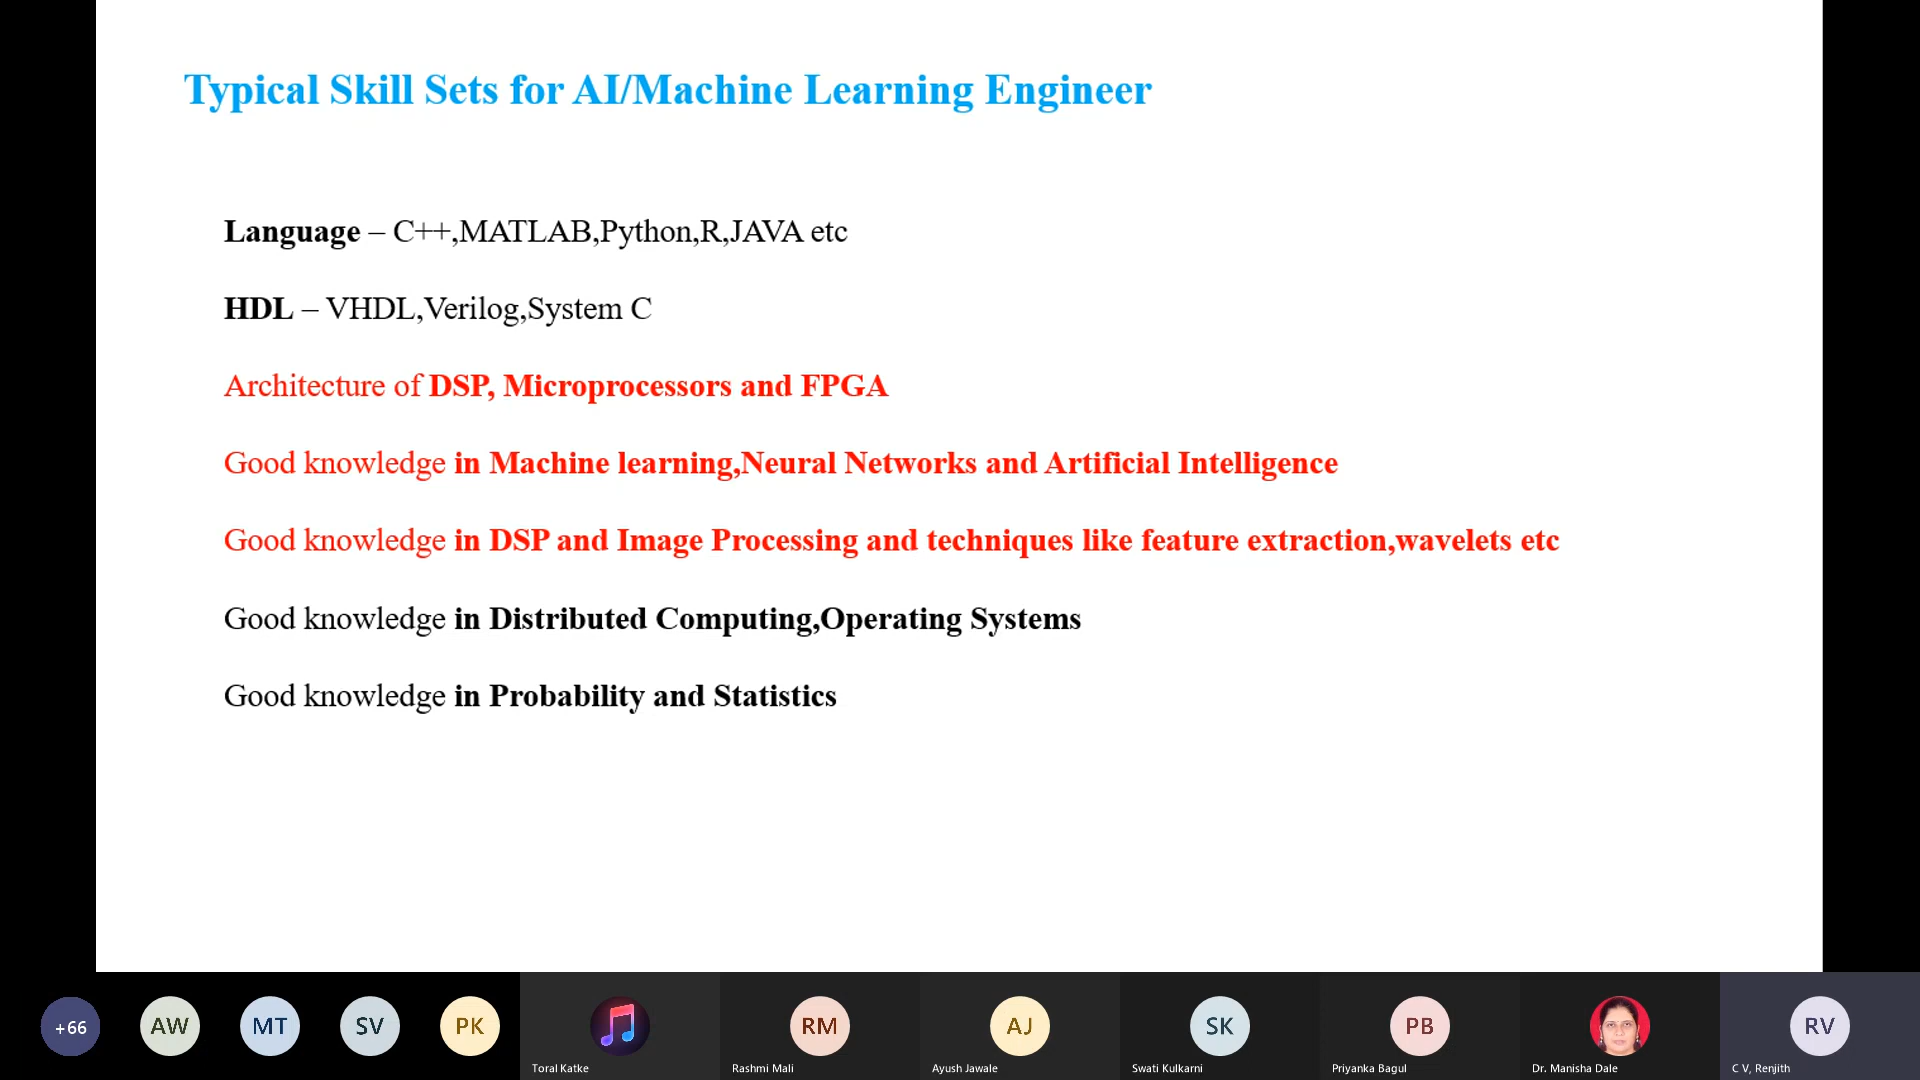 Typical Skill Sets for AI/Machine Learning Engineer
Language – C++,MATLAB,Python,R,JAVA etc
HDL – VHDL,Verilog,System C
Architecture of DSP, Microprocessors and FPGA
Good knowledge in Machine learning,Neural Networks and Artificial Intelligence
Good knowledge in DSP and Image Processing and techniques like feature extraction,wavelets etc
Good knowledge in Distributed Computing,Operating Systems
Good knowledge in Probability and Statistics
+66 AW MT SV PK RM AJ SK PB RV
Toral Katke Rashmi Mali Ayush Jawale Swati Kulkarni Priyanka Bagul Dr. Manisha Dale C V, Renjith